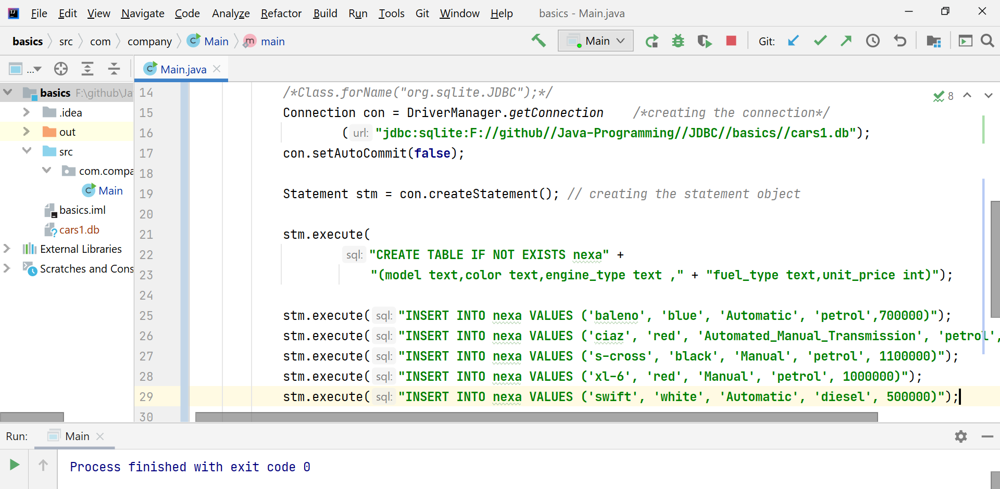 File Edit View Navigate Code Analyze Refactor Build Run Tools Git Window Help basics - Main.java
basics src com company Main main Main Git:
... Main.java
basics F:\github\Ja
.idea
out
src
com.compa
Main
basics.iml
cars1.db
External Libraries
Scratches and Cons
14 /*Class.forName("org.sqlite.JDBC");*/
15 Connection con = DriverManager.getConnection /*creating the connection*/
16 ( url: "jdbc:sqlite:F://github//Java-Programming//JDBC//basics//cars1.db");
17 con.setAutoCommit(false);
18
19 Statement stm = con.createStatement(); // creating the statement object
20
21 stm.execute(
22 sql: "CREATE TABLE IF NOT EXISTS nexa" +
23 "(model text,color text,engine_type text ," + "fuel_type text,unit_price int)");
24
25 stm.execute( sql: "INSERT INTO nexa VALUES ('baleno', 'blue', 'Automatic', 'petrol',700000)");
26 stm.execute( sql: "INSERT INTO nexa VALUES ('ciaz', 'red', 'Automated_Manual_Transmission', 'petrol',
27 stm.execute( sql: "INSERT INTO nexa VALUES ('s-cross', 'black', 'Manual', 'petrol', 1100000)");
28 stm.execute( sql: "INSERT INTO nexa VALUES ('xl-6', 'red', 'Manual', 'petrol', 1000000)");
29 stm.execute( sql: "INSERT INTO nexa VALUES ('swift', 'white', 'Automatic', 'diesel', 500000)");
30
8
Run: Main
Process finished with exit code 0